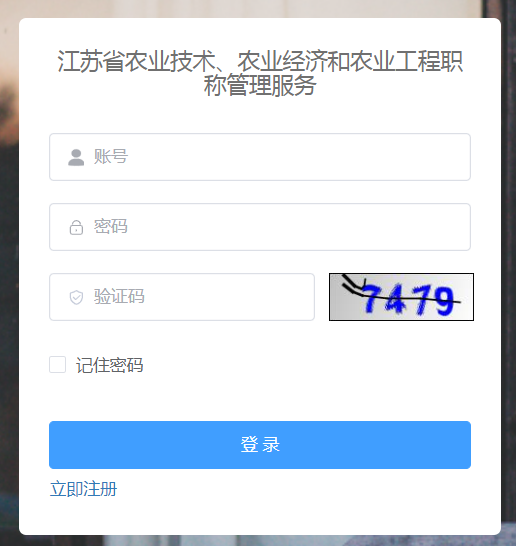 江苏省农业技术、农业经济和农业工程职
称管理服务
账号
密码
验证码
7479
记住密码
登录
立即注册